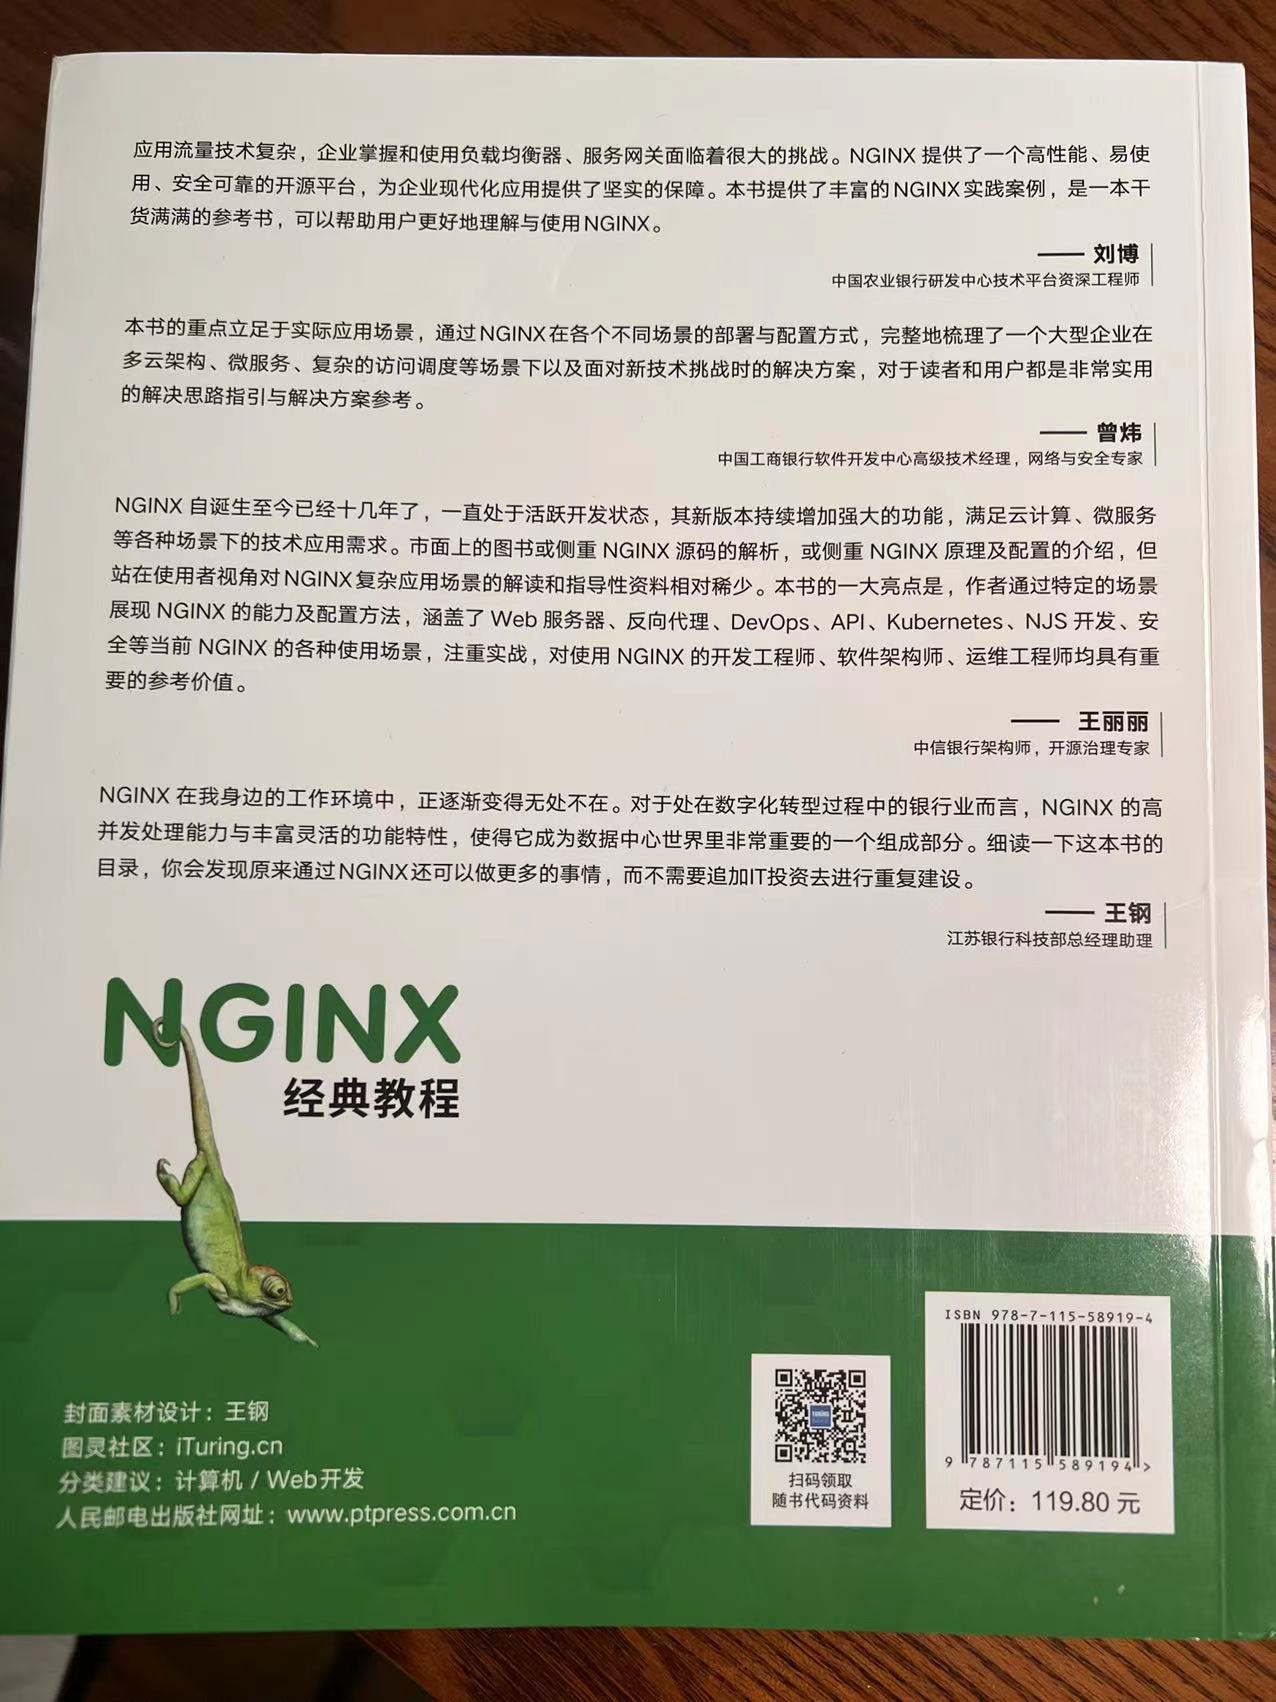 应用流量技术复杂，企业掌握和使用负载均衡器、服务网关面临着很大的挑战。NGINX 提供了一个高性能、易使
用、安全可靠的开源平台，为企业现代化应用提供了坚实的保障。本书提供了丰富的NGINX实践案例，是一本干
货满满的参考书，可以帮助用户更好地理解与使用NGINX。
—— 刘博
中国农业银行研发中心技术平台资深工程师
本书的重点立足于实际应用场景，通过NGINX在各个不同场景的部署与配置方式，完整地梳理了一个大型企业在
多云架构、微服务、复杂的访问调度等场景下以及面对新技术挑战时的解决方案，对于读者和用户都是非常实用
的解决思路指引与解决方案参考。
—— 曾炜
中国工商银行软件开发中心高级技术经理，网络与安全专家
NGINX 自诞生至今已经十几年了，一直处于活跃开发状态，其新版本持续增加强大的功能，满足云计算、微服务
等各种场景下的技术应用需求。市面上的图书或侧重 NGINX 源码的解析，或侧重 NGINX 原理及配置的介绍，但
站在使用者视角对NGINX复杂应用场景的解读和指导性资料相对稀少。本书的一大亮点是，作者通过特定的场景
展现 NGINX 的能力及配置方法，涵盖了 Web 服务器、反向代理、DevOps、API、Kubernetes、NJS 开发、安
全等当前 NGINX 的各种使用场景，注重实战，对使用 NGINX 的开发工程师、软件架构师、运维工程师均具有重
要的参考价值。
—— 王丽丽
中信银行架构师，开源治理专家
NGINX 在我身边的工作环境中，正逐渐变得无处不在。对于处在数字化转型过程中的银行业而言，NGINX 的高
并发处理能力与丰富灵活的功能特性，使得它成为数据中心世界里非常重要的一个组成部分。细读一下这本书的
目录，你会发现原来通过NGINX还可以做更多的事情，而不需要追加IT投资去进行重复建设。
—— 王钢
江苏银行科技部总经理助理
NGINX
经典教程
封面素材设计：王钢
图灵社区：iTuring.cn
分类建议：计算机 / Web开发
人民邮电出版社网址：www.ptpress.com.cn
扫码领取
随书代码资料
ISBN 978-7-115-58919-4
9 787115 589194 >
定价：119.80 元